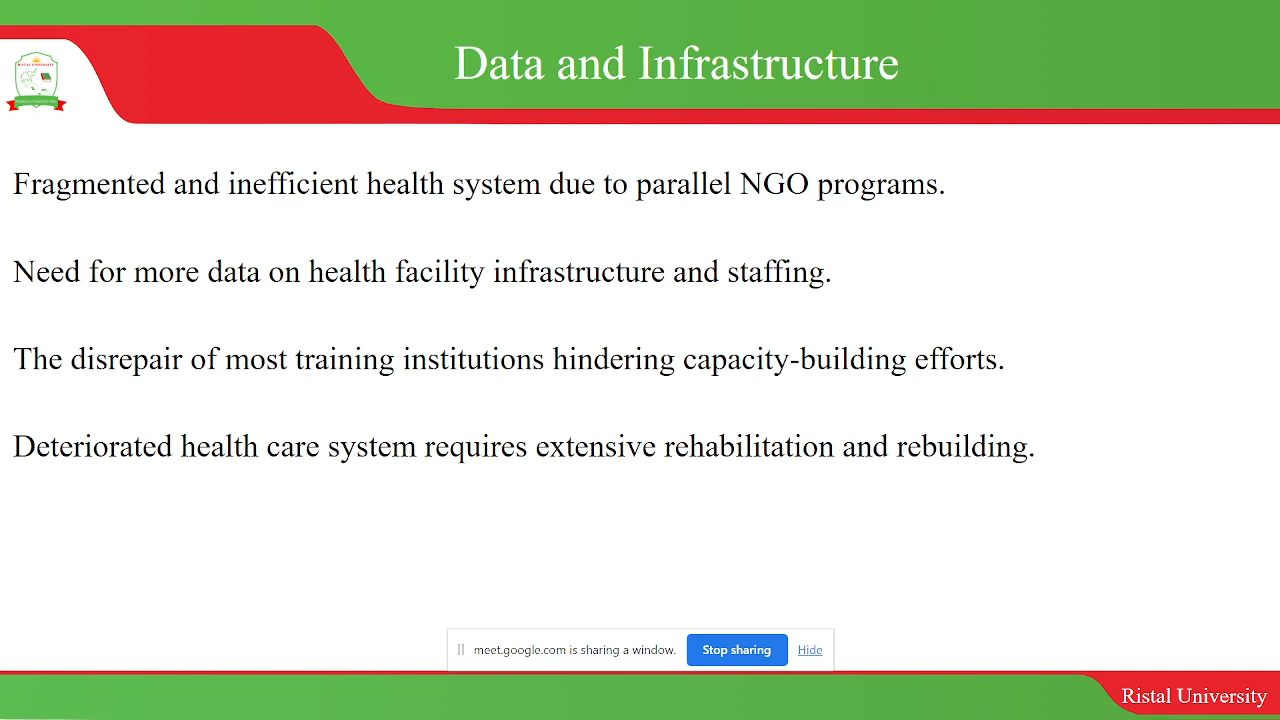 Data and Infrastructure
RISTAL UNIVERSITY
Fragmented and inefficient health system due to parallel NGO programs.
Need for more data on health facility infrastructure and staffing.
The disrepair of most training institutions hindering capacity-building efforts.
Deteriorated health care system requires extensive rehabilitation and rebuilding.
meet.google.com is sharing a window.
Stop sharing
Hide
Ristal University